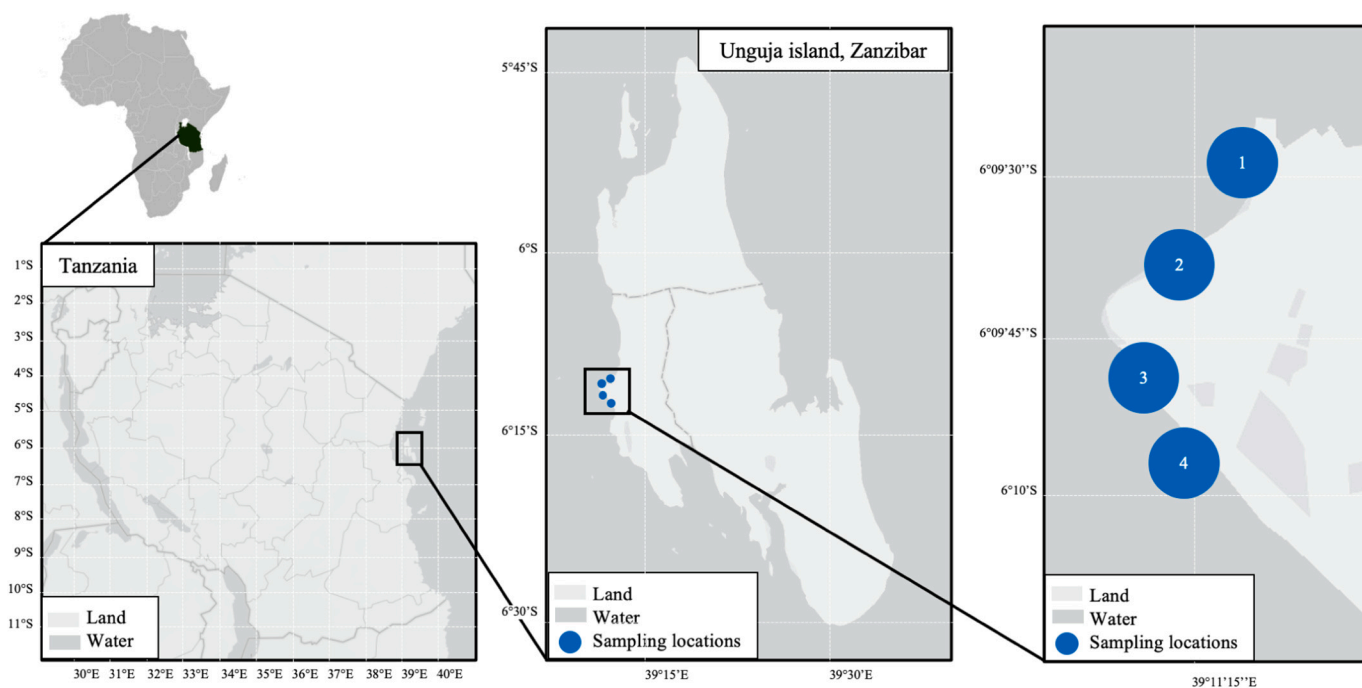 Tanzania
1°S
2°S
3°S
4°S
5°S
6°S
7°S
8°S
9°S
10°S
11°S
Land
Water
30°E 31°E 32°E 33°E 34°E 35°E 36°E 37°E 38°E 39°E 40°E
Unguja island, Zanzibar
5°45'S
6°S
6°15'S
6°30'S
Land
Water
Sampling locations
39°15'E 39°30'E
1
6°09'30''S
2
6°09'45''S
3
4
6°10'S
Land
Water
Sampling locations
39°11'15''E